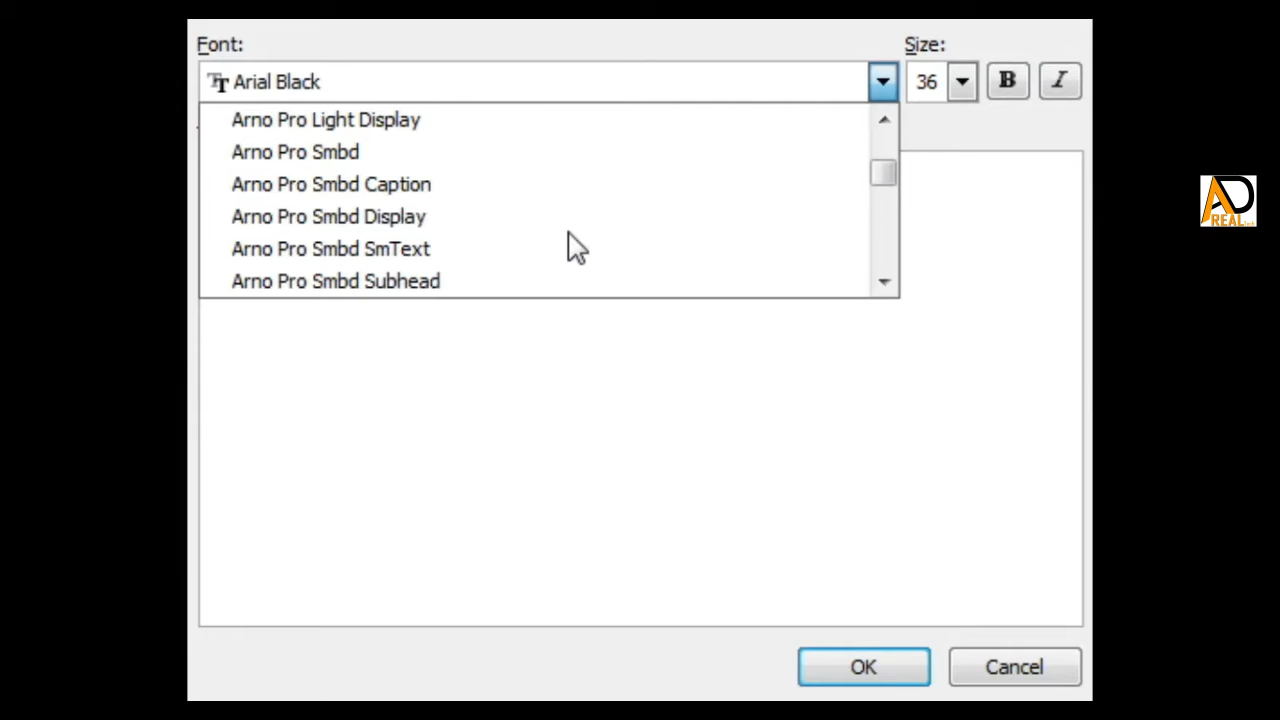 Font:
Size:
Arial Black
36
B
I
Arno Pro Light Display
Arno Pro Smbd
Arno Pro Smbd Caption
Arno Pro Smbd Display
Arno Pro Smbd SmText
Arno Pro Smbd Subhead
AD
REAL
OK
Cancel